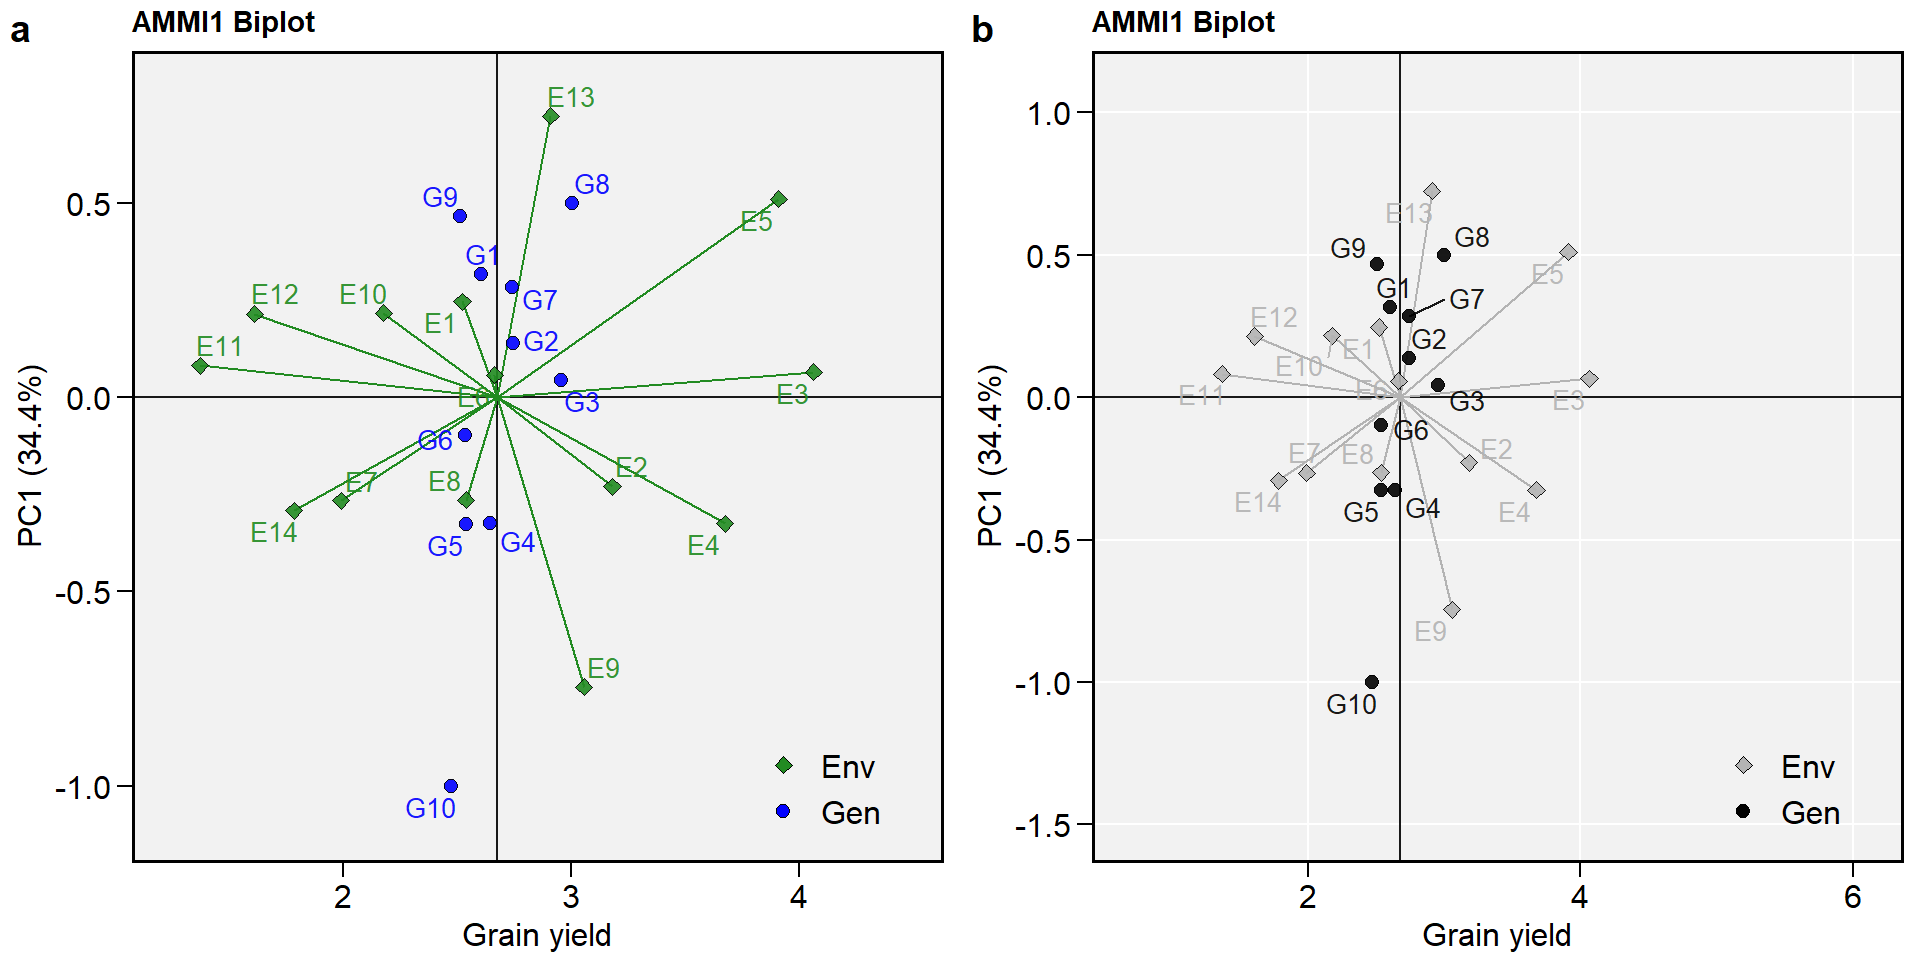 a
AMMI1 Biplot
E13
G8
G9
E5
G1
E12
E10
G7
E1
G2
E11
E6
E3
G3
G6
E2
E7
E8
E14
G5
G4
E4
E9
G10
Env
Gen
0.5
0.0
-0.5
-1.0
PC1 (34.4%)
2 3 4
Grain yield
b
AMMI1 Biplot
E13
G9
G8
E5
G1
G7
E12
G2
E1
E10
E6
E11
G3
E3
G6
E7
E8
E2
E14
G5
G4
E4
E9
G10
Env
Gen
1.0
0.5
0.0
-0.5
-1.0
-1.5
PC1 (34.4%)
2 4 6
Grain yield